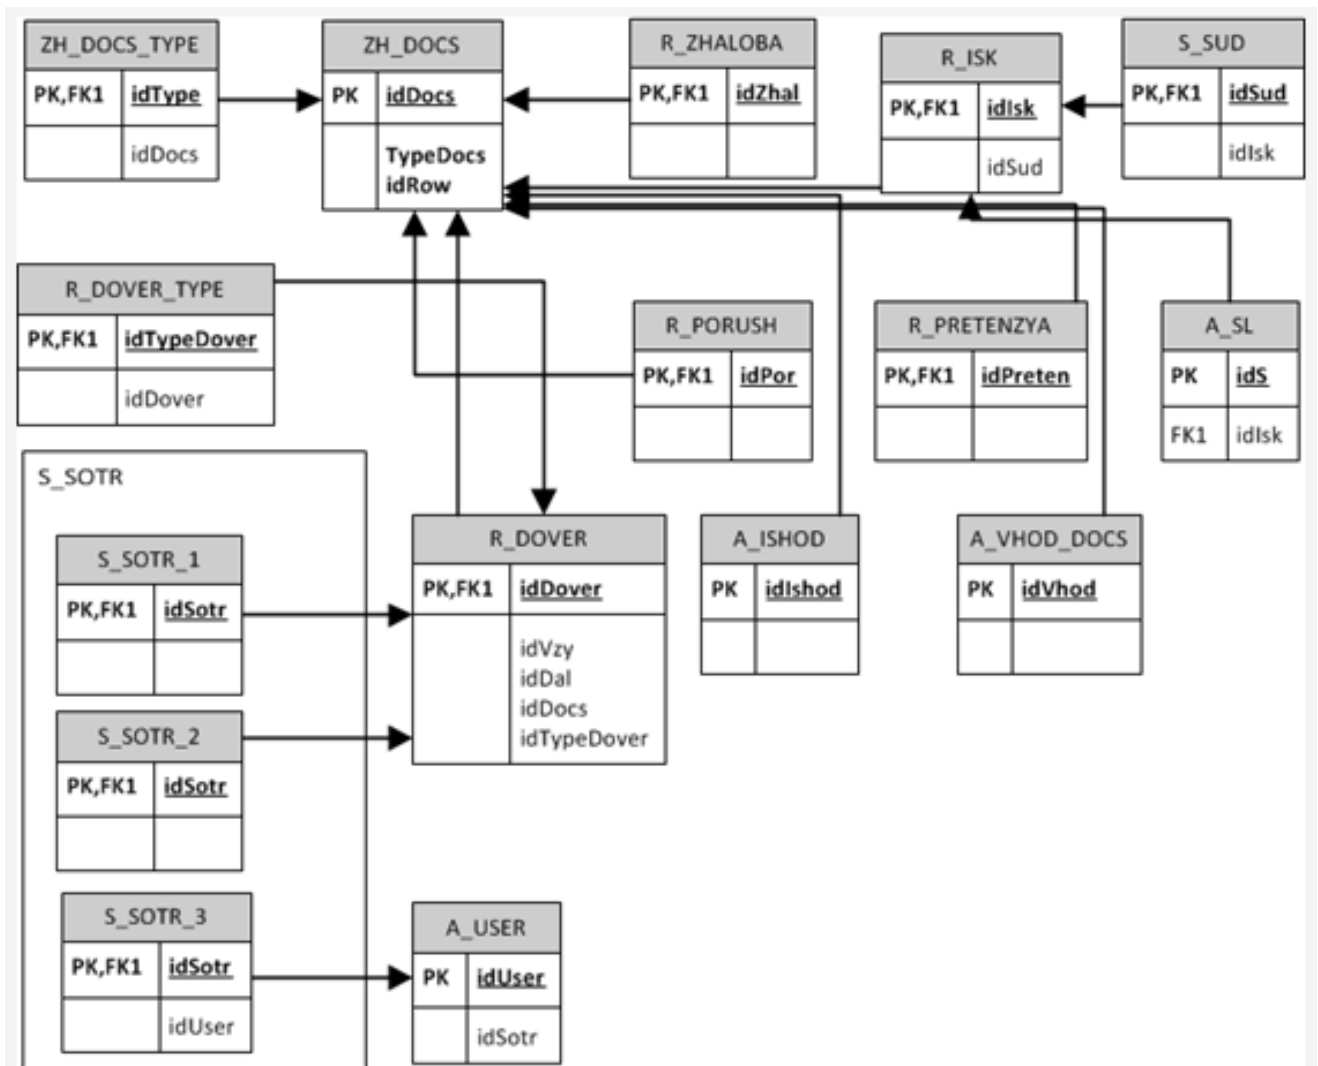 ZH_DOCS_TYPE
PK,FK1 idType
idDocs
ZH_DOCS
PK idDocs
TypeDocs
idRow
R_ZHALOBA
PK,FK1 idZhal
R_ISK
PK,FK1 idIsk
idSud
S_SUD
PK,FK1 idSud
idIsk
R_DOVER_TYPE
PK,FK1 idTypeDover
idDover
R_PORUSH
PK,FK1 idPor
R_PRETENZYA
PK,FK1 idPreten
A_SL
PK idS
FK1 idIsk
S_SOTR
S_SOTR_1
PK,FK1 idSotr
S_SOTR_2
PK,FK1 idSotr
S_SOTR_3
PK,FK1 idSotr
idUser
R_DOVER
PK,FK1 idDover
idVzy
idDal
idDocs
idTypeDover
A_ISHOD
PK idIshod
A_VHOD_DOCS
PK idVhod
A_USER
PK idUser
idSotr